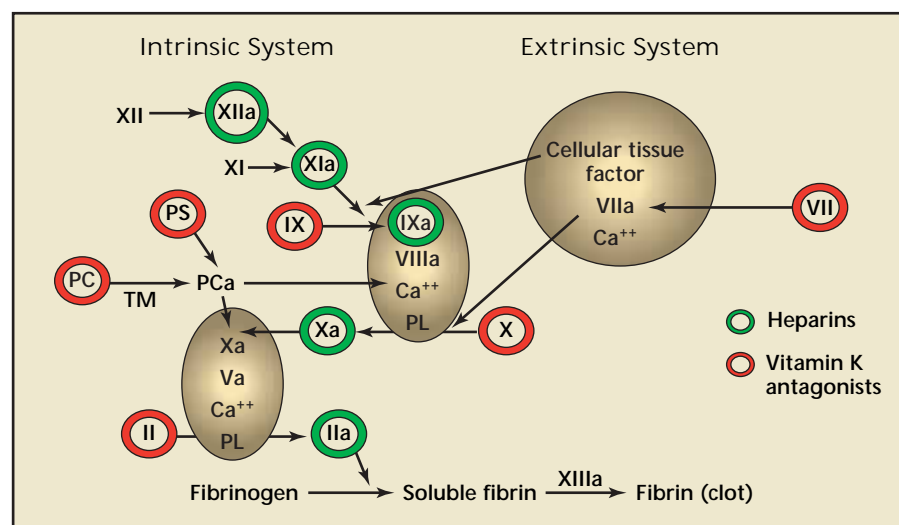 Intrinsic System
Extrinsic System
XII
XIIa
XI
XIa
Cellular tissue
factor
VIIa
Ca⁺⁺
VII
PS
IX
IXa
VIIIa
Ca⁺⁺
PL
PC
TM
PCa
Xa
X
Xa
Va
Ca⁺⁺
PL
II
IIa
Heparins
Vitamin K
antagonists
Fibrinogen
Soluble fibrin
XIIIa
Fibrin (clot)